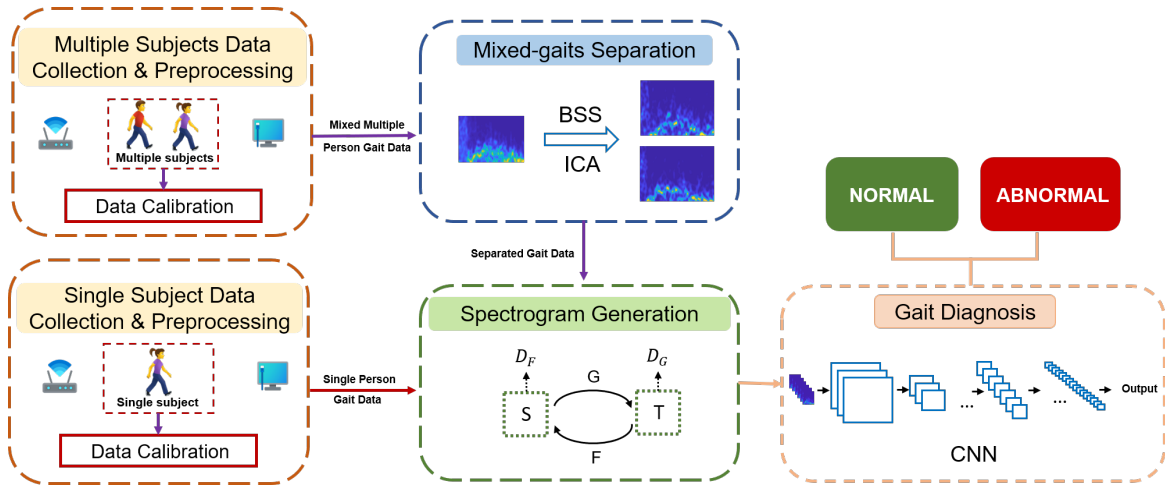 Multiple Subjects Data
Collection & Preprocessing
Multiple subjects
Data Calibration
Mixed Multiple
Person Gait Data
Mixed-gaits Separation
BSS
ICA
Separated Gait Data
NORMAL
ABNORMAL
Single Subject Data
Collection & Preprocessing
Single subject
Data Calibration
Single Person
Gait Data
Spectrogram Generation
D_F
D_G
G
S
T
F
Gait Diagnosis
...
...
Output
CNN